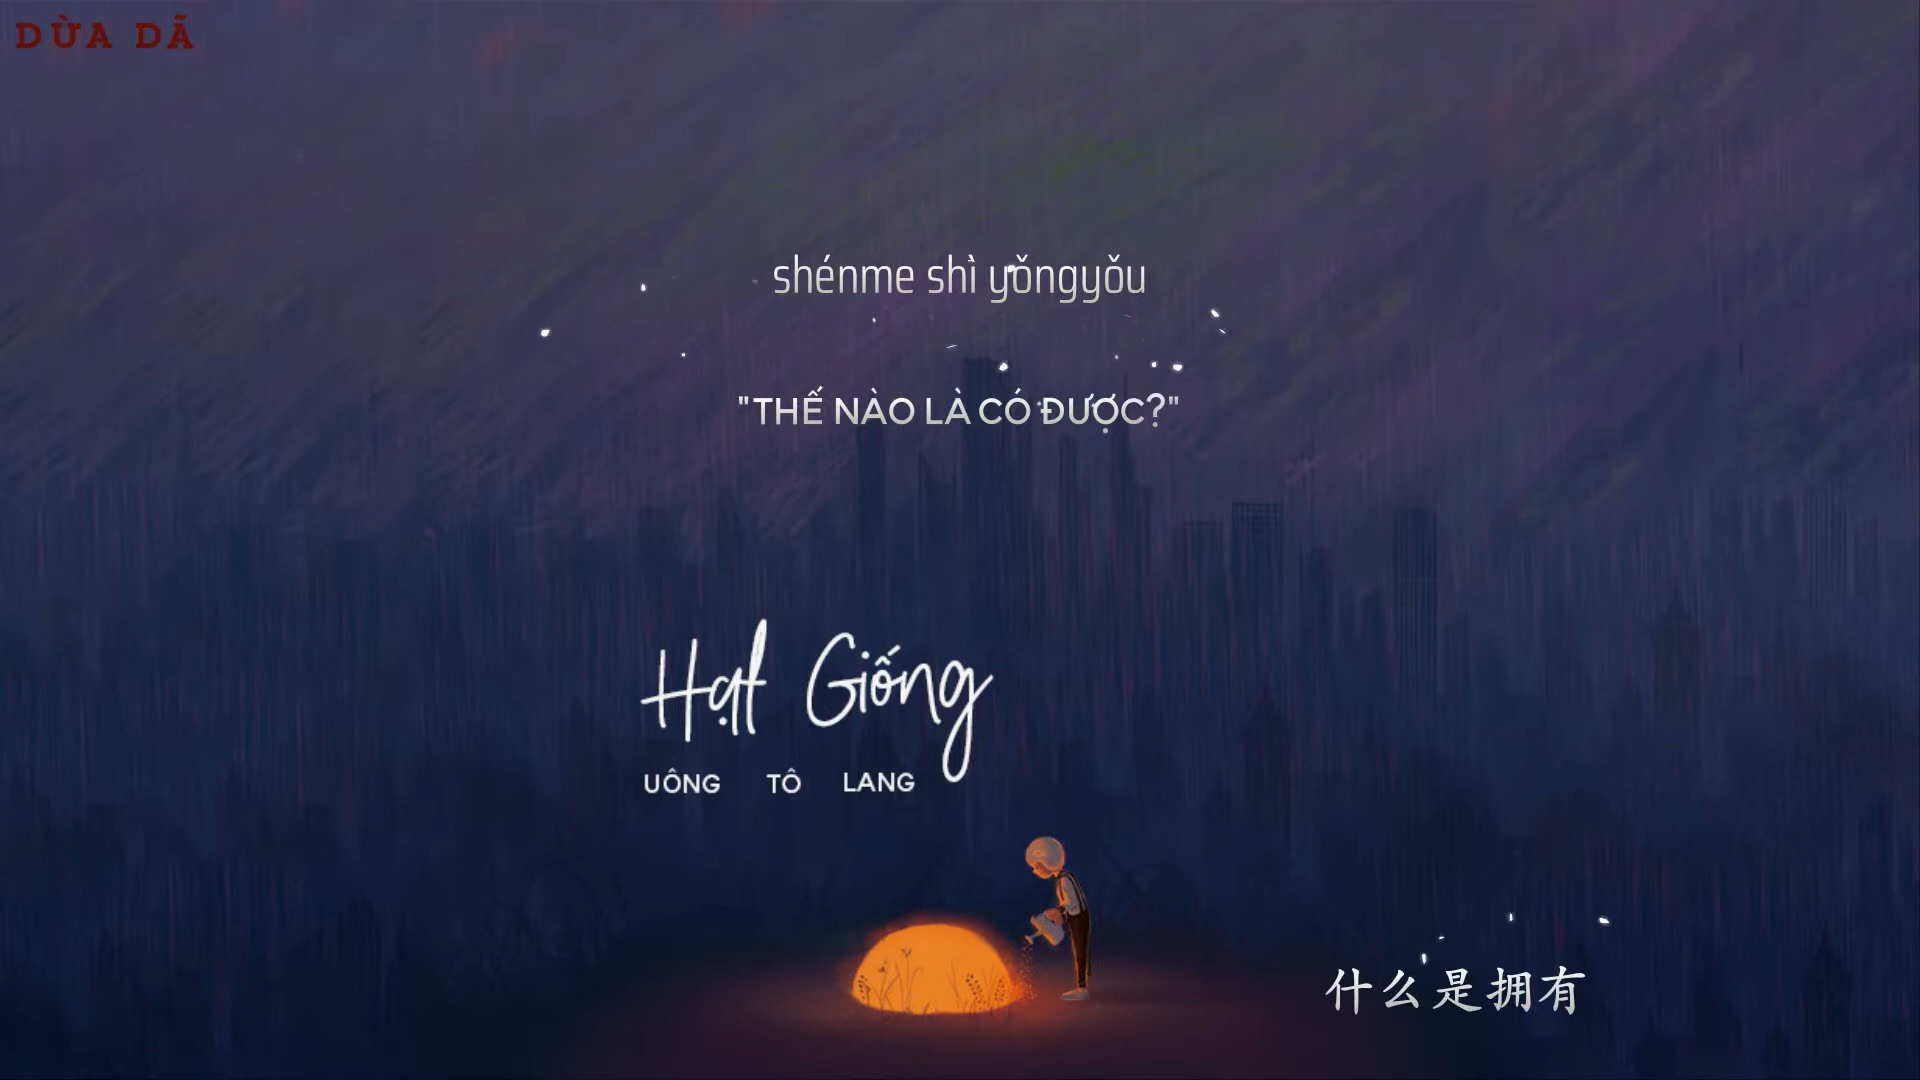 DỪA DÃ
shénme shì yǒngyǒu
"THẾ NÀO LÀ CÓ ĐƯỢC?"
Hạt Giống
UÔNG TÔ LANG
什么是拥有